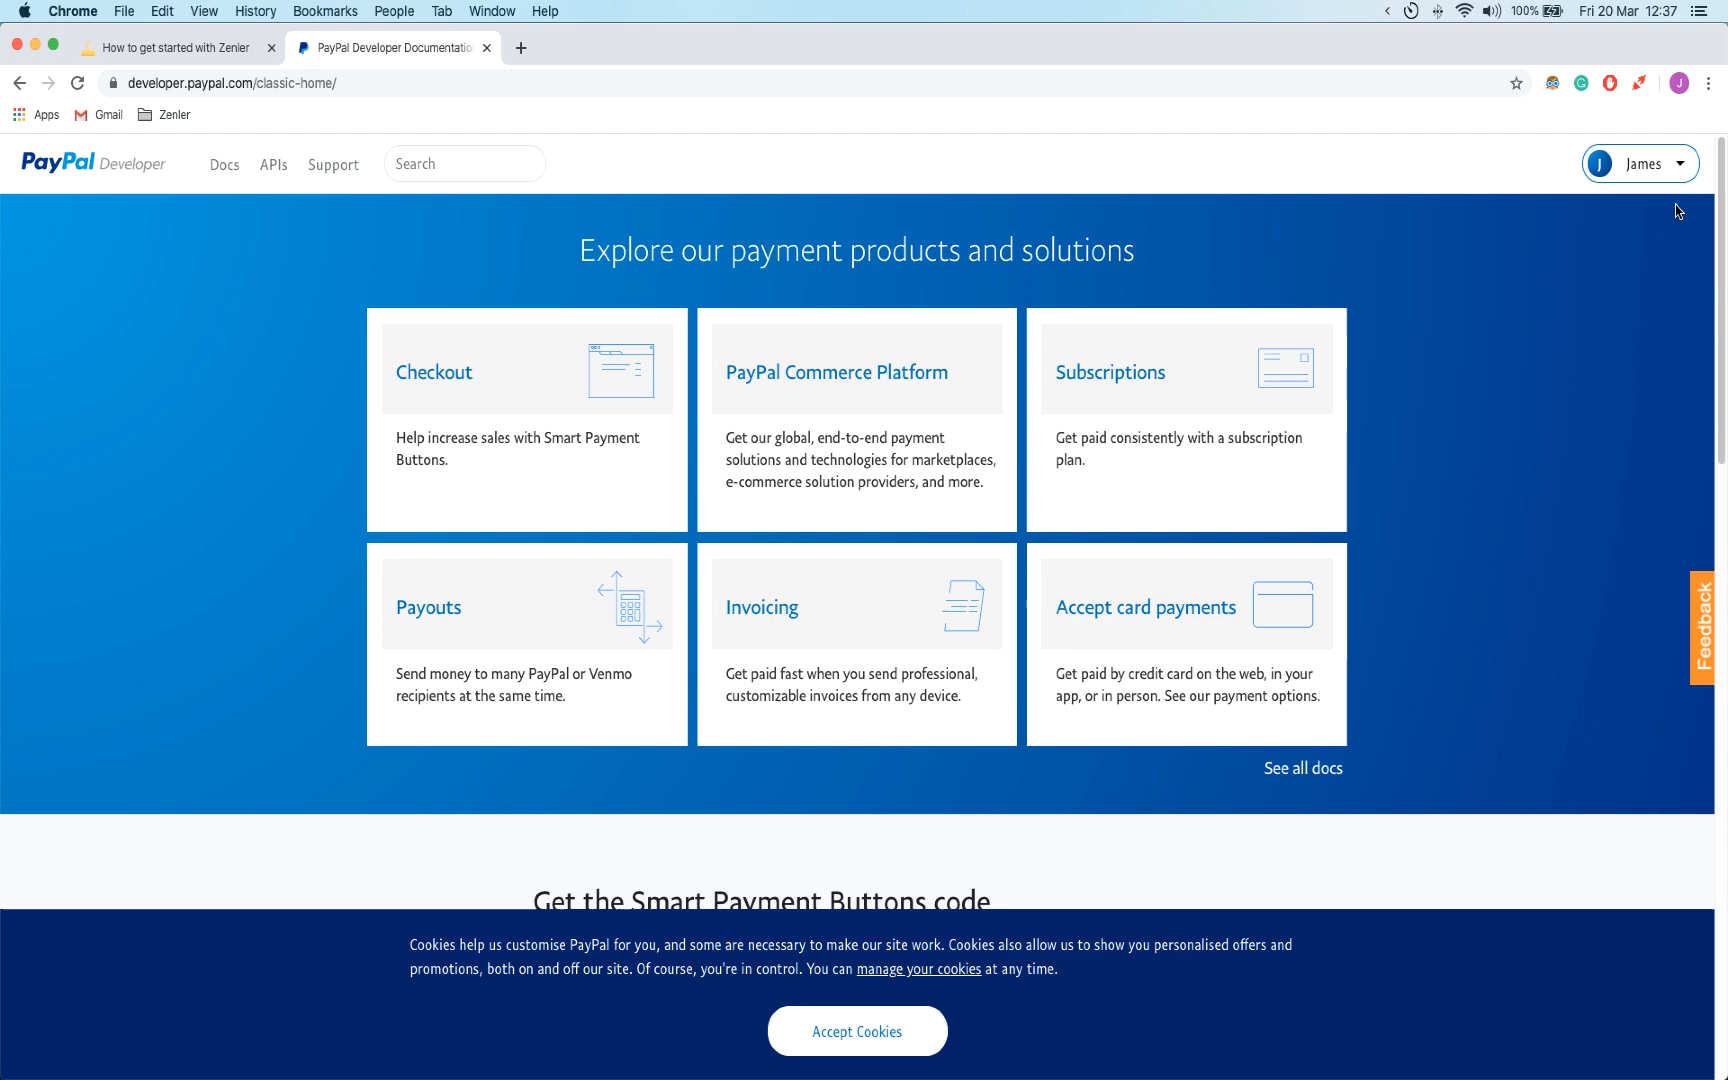 Chrome File Edit View History Bookmarks People Tab Window Help 100% Fri 20 Mar 12:37
How to get started with Zenler PayPal Developer Documentatio
developer.paypal.com/classic-home/ J
Apps Gmail Zenler
PayPal Developer Docs APIs Support Search J James
Explore our payment products and solutions
Checkout
Help increase sales with Smart Payment
Buttons.
PayPal Commerce Platform
Get our global, end-to-end payment
solutions and technologies for marketplaces,
e-commerce solution providers, and more.
Subscriptions
Get paid consistently with a subscription
plan.
Payouts
Send money to many PayPal or Venmo
recipients at the same time.
Invoicing
Get paid fast when you send professional,
customizable invoices from any device.
Accept card payments
Get paid by credit card on the web, in your
app, or in person. See our payment options.
Feedback
See all docs
Get the Smart Payment Buttons code
Cookies help us customise PayPal for you, and some are necessary to make our site work. Cookies also allow us to show you personalised offers and
promotions, both on and off our site. Of course, you're in control. You can manage your cookies at any time.
Accept Cookies